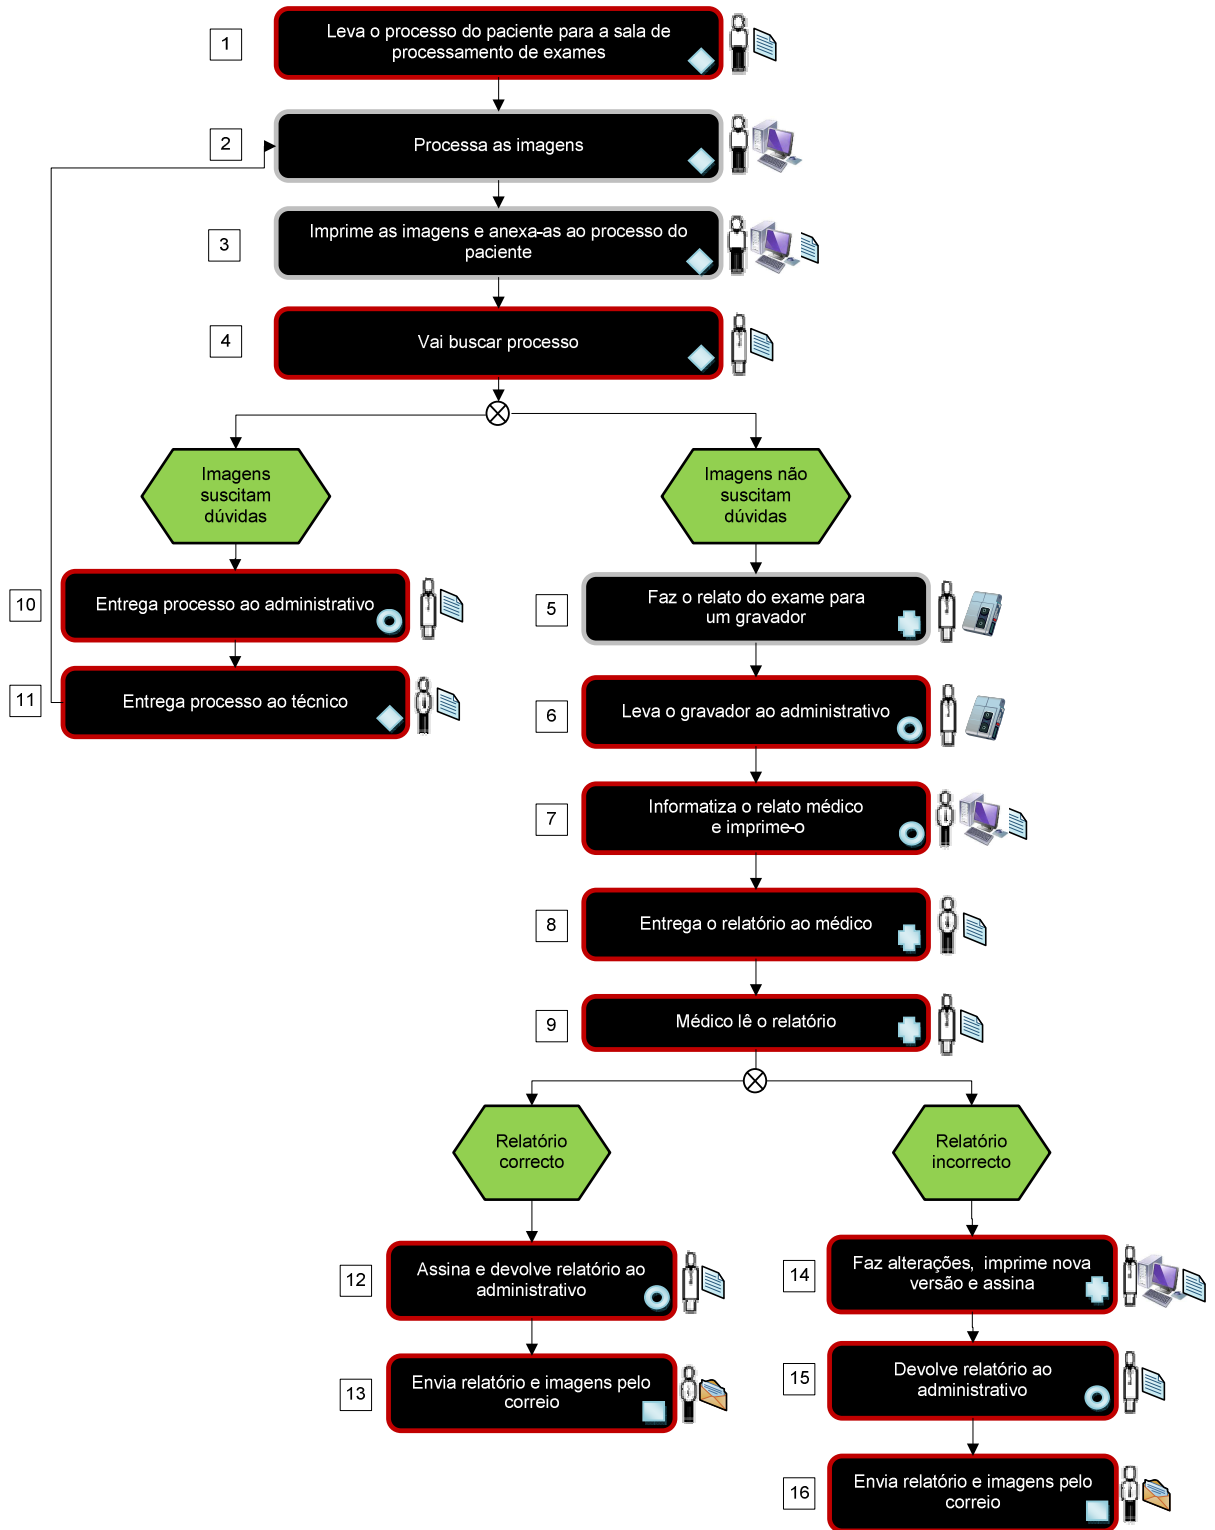 1
Leva o processo do paciente para a sala de
processamento de exames
2
Processa as imagens
3
Imprime as imagens e anexa-as ao processo do
paciente
4
Vai buscar processo
Imagens
suscitam
dúvidas
Imagens não
suscitam
dúvidas
10
Entrega processo ao administrativo
11
Entrega processo ao técnico
5
Faz o relato do exame para
um gravador
6
Leva o gravador ao administrativo
7
Informatiza o relato médico
e imprime-o
8
Entrega o relatório ao médico
9
Médico lê o relatório
Relatório
correcto
Relatório
incorrecto
12
Assina e devolve relatório ao
administrativo
13
Envia relatório e imagens pelo
correio
14
Faz alterações, imprime nova
versão e assina
15
Devolve relatório ao
administrativo
16
Envia relatório e imagens pelo
correio